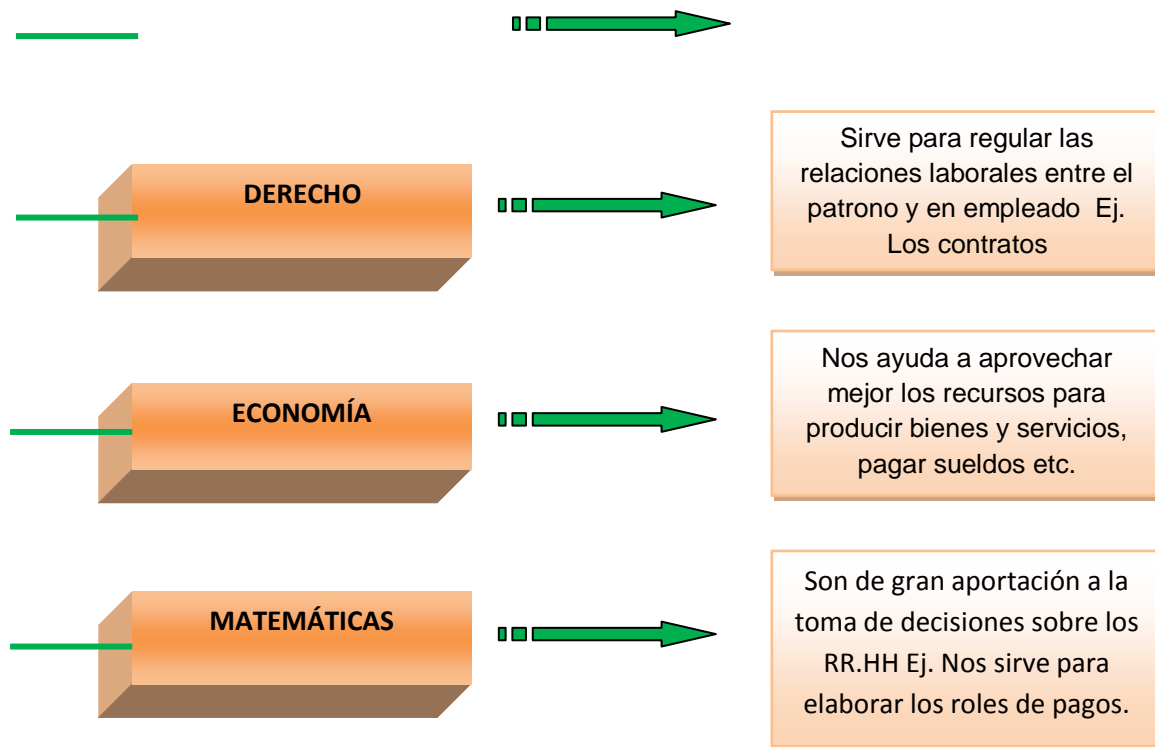 DERECHO
Sirve para regular las
relaciones laborales entre el
patrono y en empleado Ej.
Los contratos
ECONOMÍA
Nos ayuda a aprovechar
mejor los recursos para
producir bienes y servicios,
pagar sueldos etc.
MATEMÁTICAS
Son de gran aportación a la
toma de decisiones sobre los
RR.HH Ej. Nos sirve para
elaborar los roles de pagos.